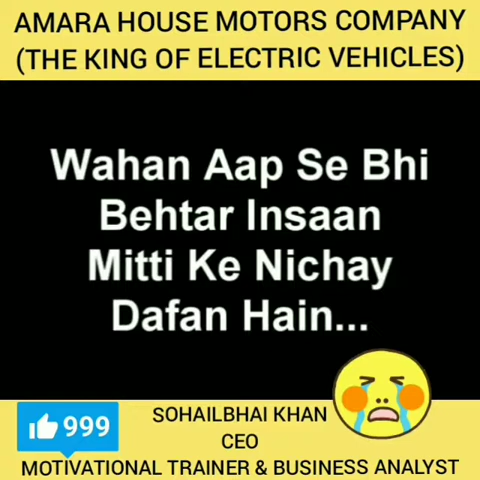 AMARA HOUSE MOTORS COMPANY
(THE KING OF ELECTRIC VEHICLES)
Wahan Aap Se Bhi
Behtar Insaan
Mitti Ke Nichay
Dafan Hain...
999
SOHAILBHAI KHAN
CEO
MOTIVATIONAL TRAINER & BUSINESS ANALYST